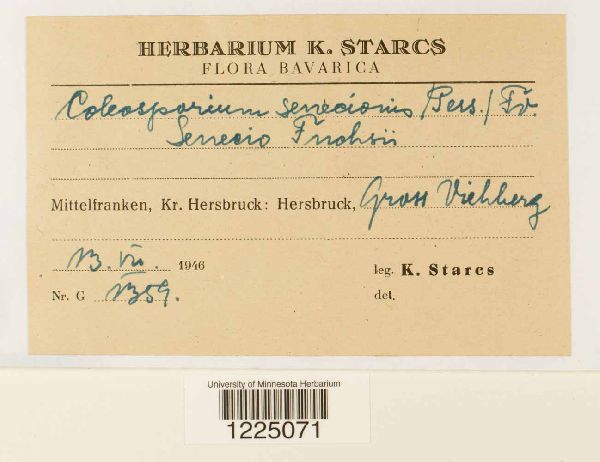 HERBARIUM K. STARCS
FLORA BAVARICA
Coleosporium senecionis /Pers./ Fr.
Senecio Fuchsii
Mittelfranken, Kr. Hersbruck: Hersbruck, Gross Viehberg
13. VII. 1946
leg. K. Starcs
Nr. G 1359.
det.
University of Minnesota Herbarium
1225071